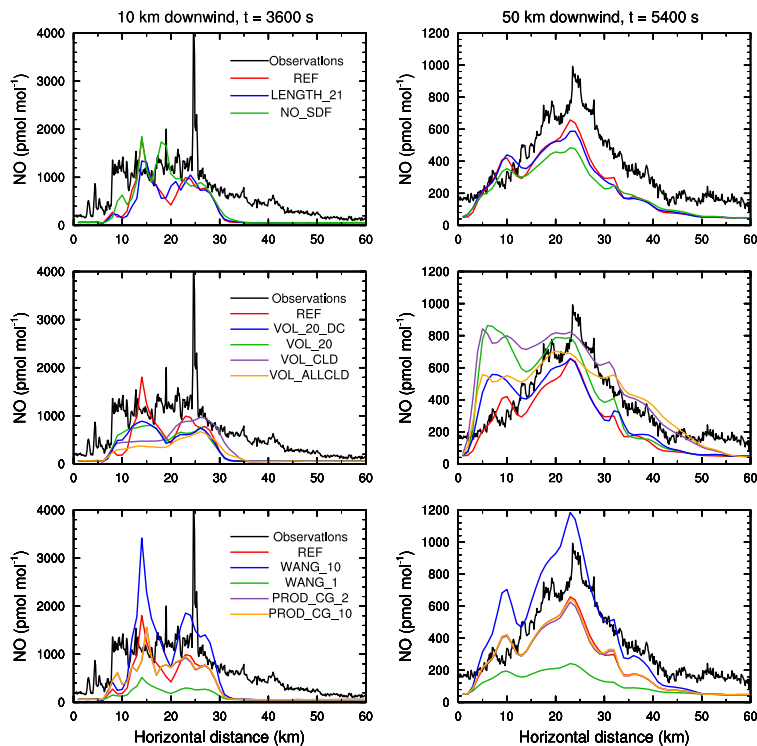 10 km downwind, t = 3600 s
50 km downwind, t = 5400 s
NO (pmol mol⁻¹)
4000
3000
2000
1000
0
Observations
REF
LENGTH_21
NO_SDF
0 10 20 30 40 50 60
NO (pmol mol⁻¹)
1200
1000
800
600
400
200
0
0 10 20 30 40 50 60
NO (pmol mol⁻¹)
4000
3000
2000
1000
0
Observations
REF
VOL_20_DC
VOL_20
VOL_CLD
VOL_ALLCLD
0 10 20 30 40 50 60
NO (pmol mol⁻¹)
1200
1000
800
600
400
200
0
0 10 20 30 40 50 60
NO (pmol mol⁻¹)
4000
3000
2000
1000
0
Observations
REF
WANG_10
WANG_1
PROD_CG_2
PROD_CG_10
0 10 20 30 40 50 60
Horizontal distance (km)
NO (pmol mol⁻¹)
1200
1000
800
600
400
200
0
0 10 20 30 40 50 60
Horizontal distance (km)